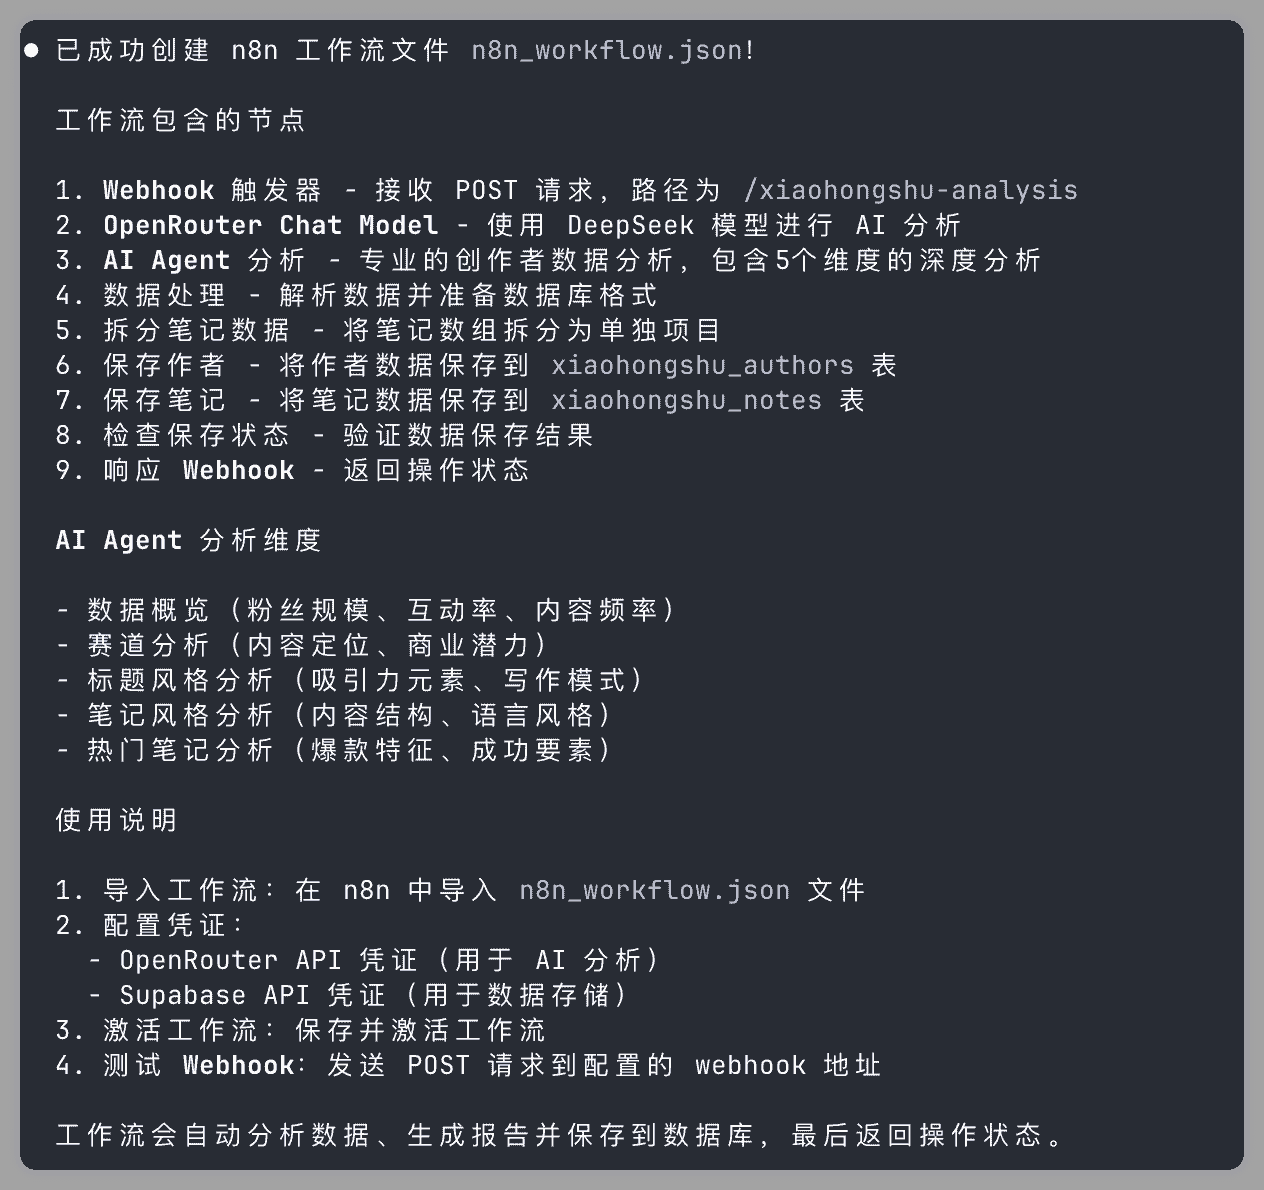 已成功创建 n8n 工作流文件 n8n_workflow.json!
工作流包含的节点
1. Webhook 触发器 - 接收 POST 请求，路径为 /xiaohongshu-analysis
2. OpenRouter Chat Model - 使用 DeepSeek 模型进行 AI 分析
3. AI Agent 分析 - 专业的创作者数据分析，包含5个维度的深度分析
4. 数据处理 - 解析数据并准备数据库格式
5. 拆分笔记数据 - 将笔记数组拆分为单独项目
6. 保存作者 - 将作者数据保存到 xiaohongshu_authors 表
7. 保存笔记 - 将笔记数据保存到 xiaohongshu_notes 表
8. 检查保存状态 - 验证数据保存结果
9. 响应 Webhook - 返回操作状态
AI Agent 分析维度
- 数据概览（粉丝规模、互动率、内容频率）
- 赛道分析（内容定位、商业潜力）
- 标题风格分析（吸引力元素、写作模式）
- 笔记风格分析（内容结构、语言风格）
- 热门笔记分析（爆款特征、成功要素）
使用说明
1. 导入工作流：在 n8n 中导入 n8n_workflow.json 文件
2. 配置凭证：
- OpenRouter API 凭证（用于 AI 分析）
- Supabase API 凭证（用于数据存储）
3. 激活工作流：保存并激活工作流
4. 测试 Webhook：发送 POST 请求到配置的 webhook 地址
工作流会自动分析数据、生成报告并保存到数据库，最后返回操作状态。